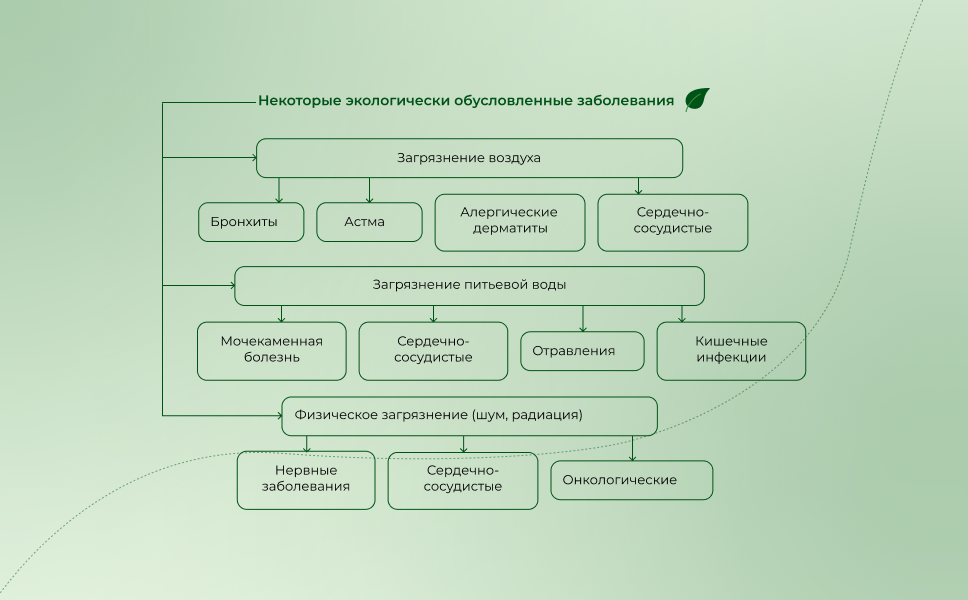 Некоторые экологически обусловленные заболевания
Загрязнение воздуха
Бронхиты
Астма
Алергические
дерматиты
Сердечно-
сосудистые
Загрязнение питьевой воды
Мочекаменная
болезнь
Сердечно-
сосудистые
Отравления
Кишечные
инфекции
Физическое загрязнение (шум, радиация)
Нервные
заболевания
Сердечно-
сосудистые
Онкологические